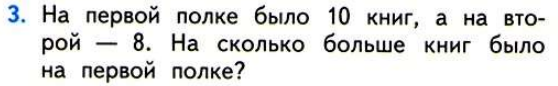 3. На первой полке было 10 книг, а на вто-
рой — 8. На сколько больше книг было
на первой полке?